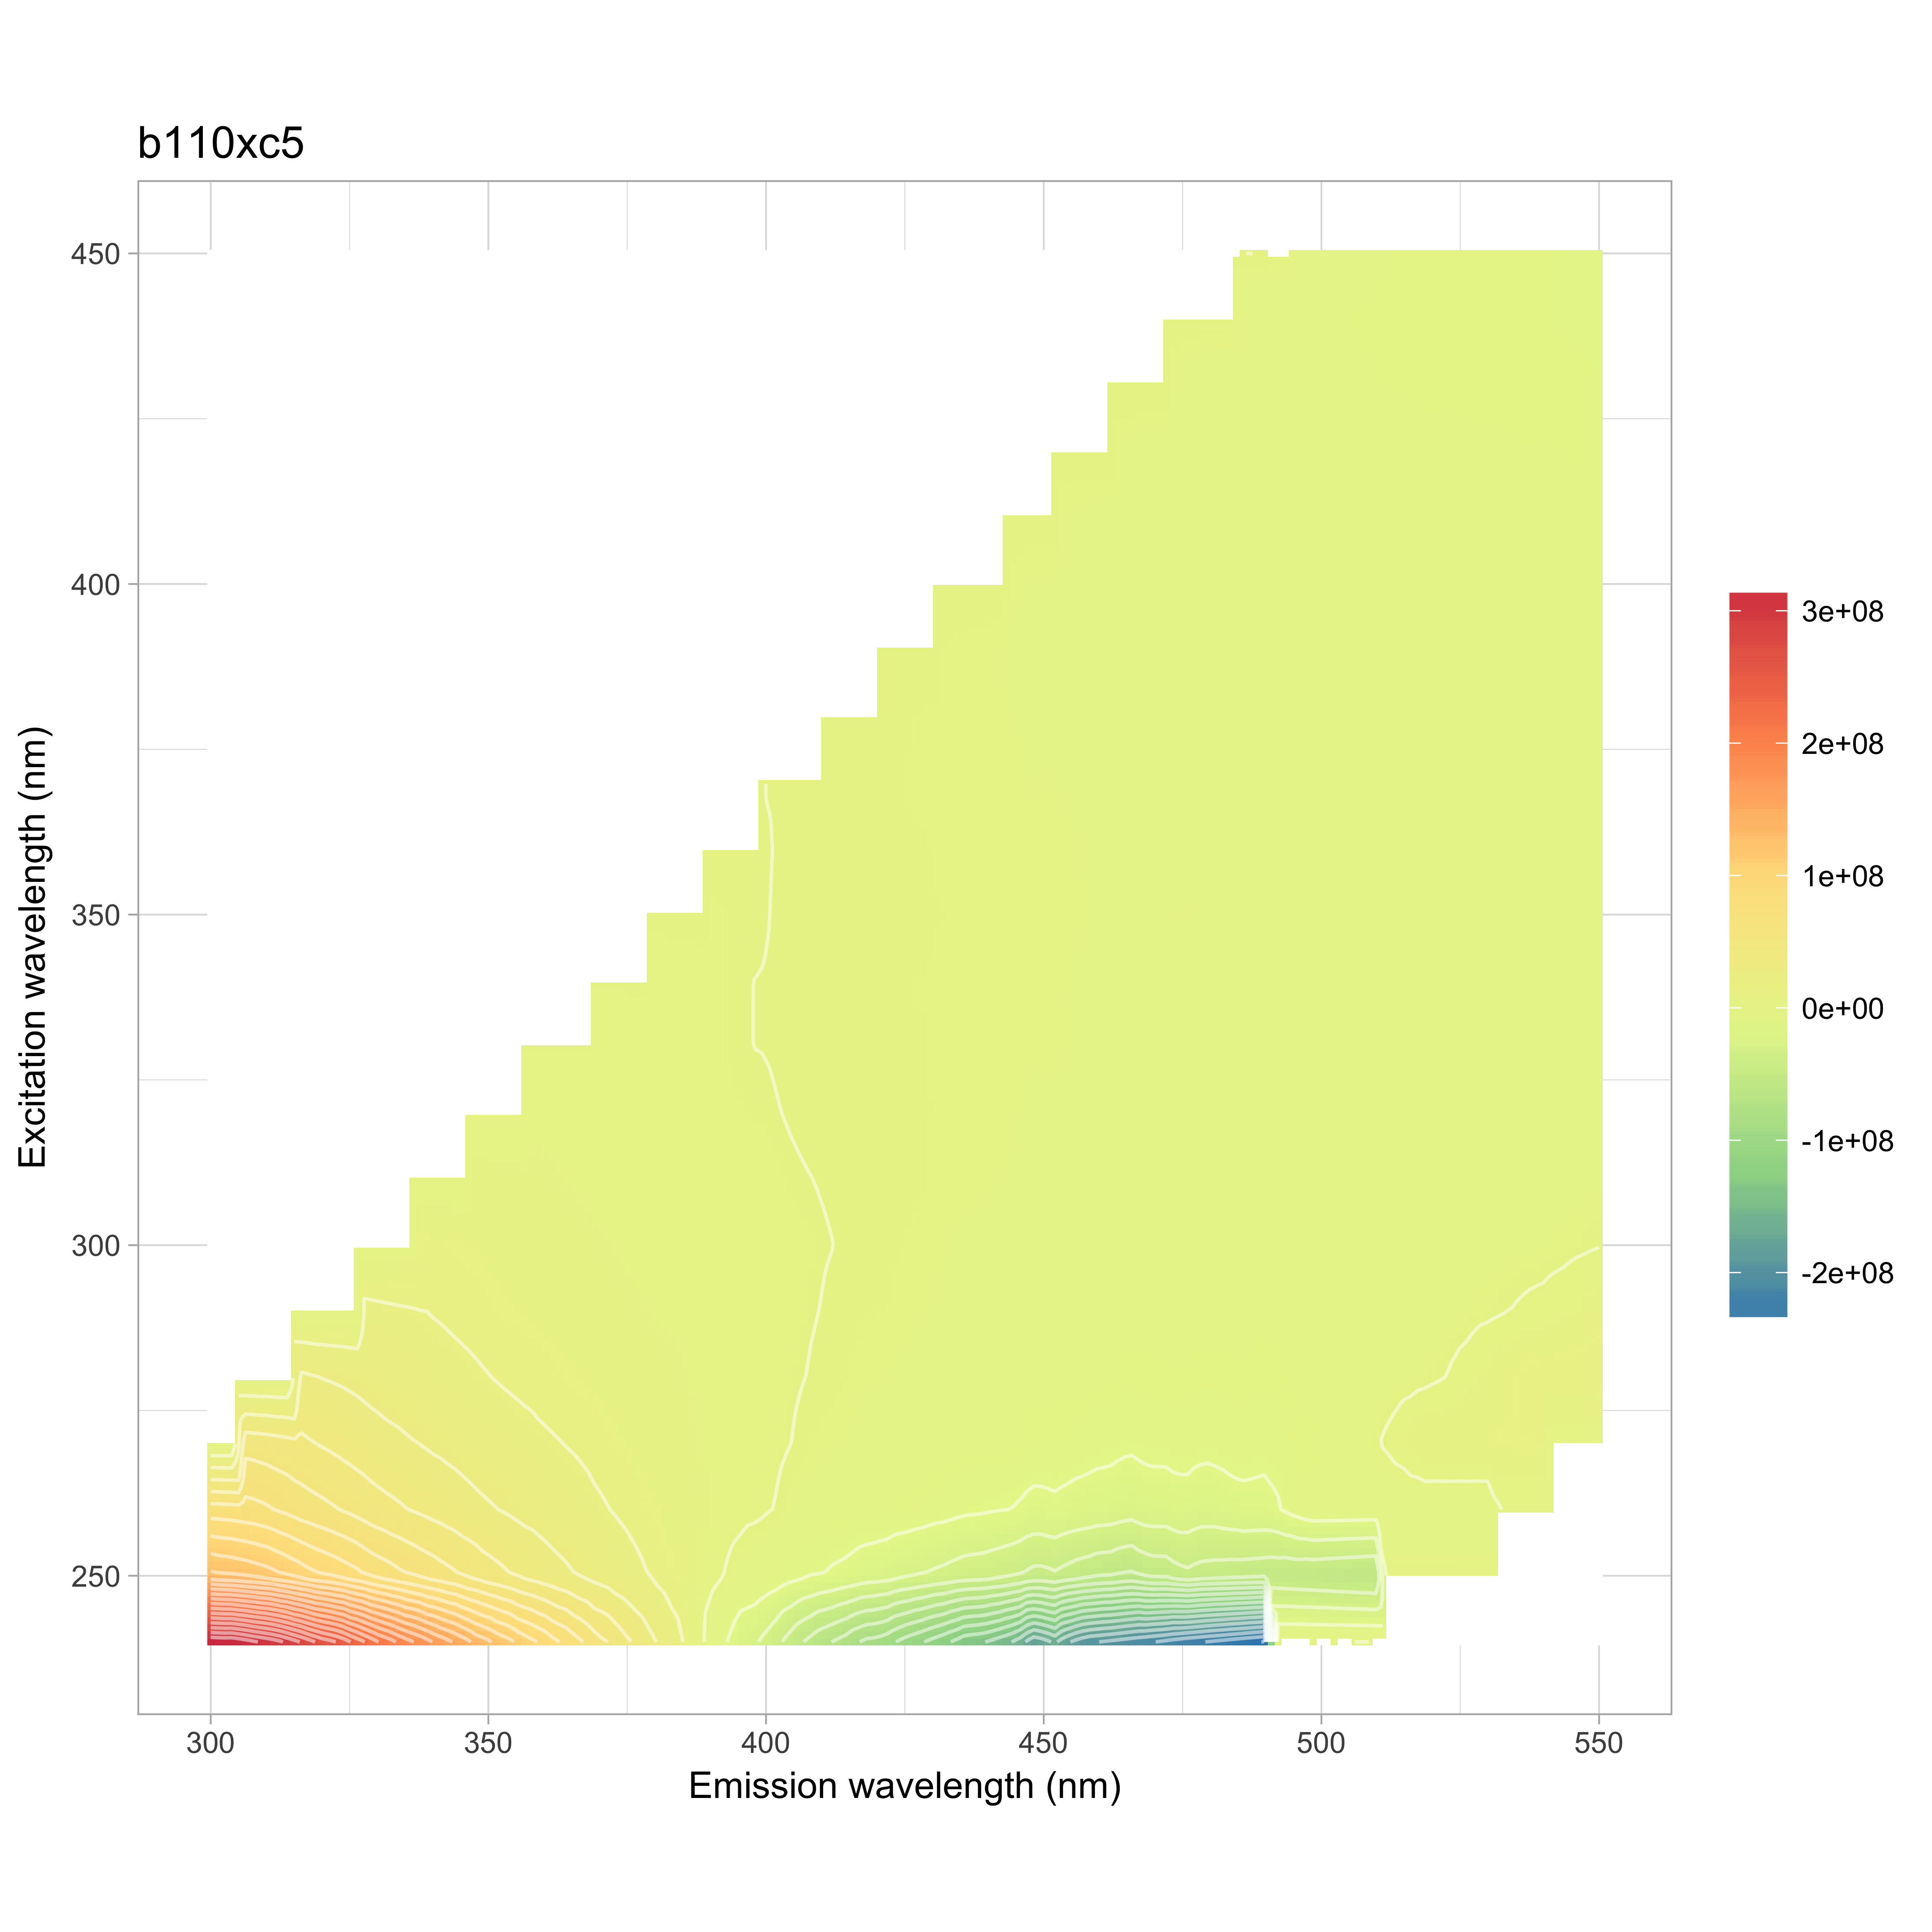 b110xc5
Excitation wavelength (nm)
450
400
350
300
250
300 350 400 450 500 550
Emission wavelength (nm)
3e+08
2e+08
1e+08
0e+00
-1e+08
-2e+08